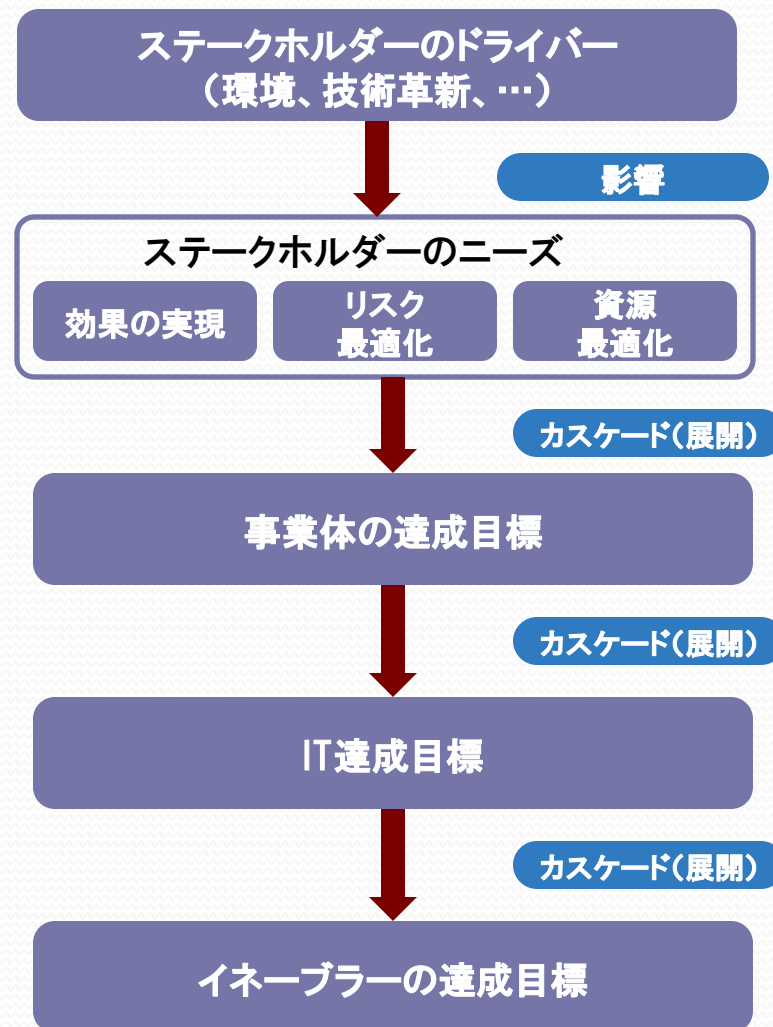 ステークホルダーのドライバー
（環境、技術革新、…）
影響
ステークホルダーのニーズ
効果の実現
リスク
最適化
資源
最適化
カスケード（展開）
事業体の達成目標
カスケード（展開）
IT達成目標
カスケード（展開）
イネーブラーの達成目標